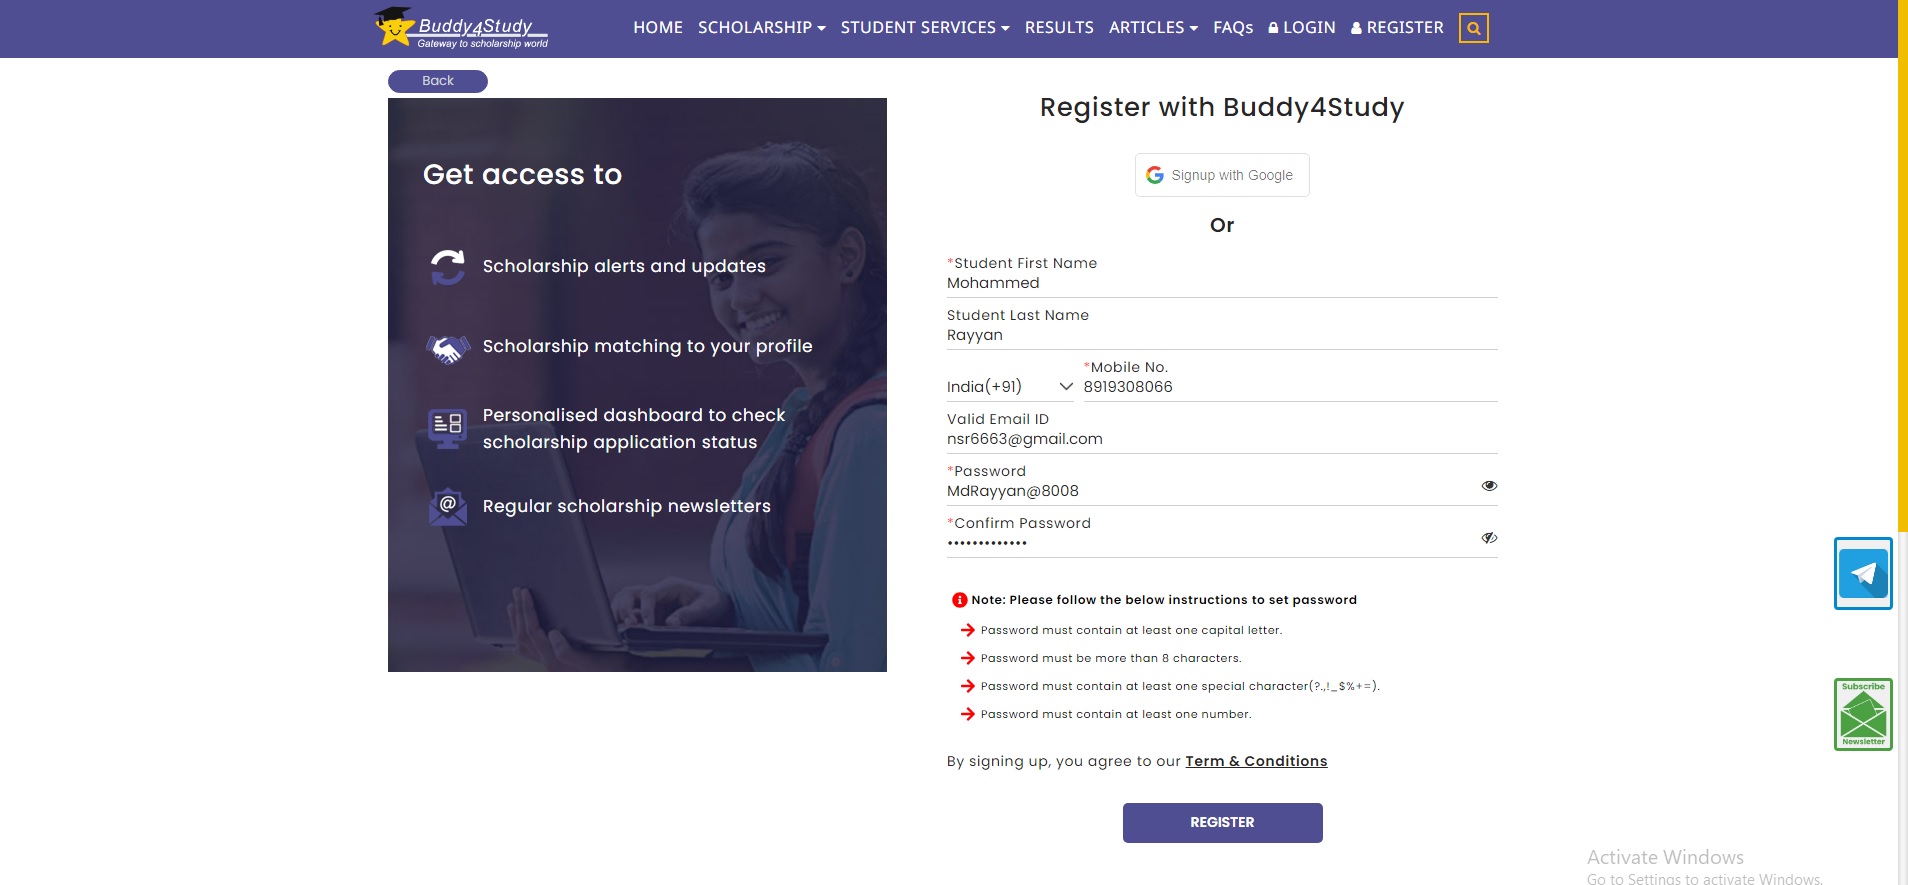 Buddy4Study
Gateway to scholarship world
HOME SCHOLARSHIP STUDENT SERVICES RESULTS ARTICLES FAQs LOGIN REGISTER
Back
Get access to
Scholarship alerts and updates
Scholarship matching to your profile
Personalised dashboard to check
scholarship application status
@
Regular scholarship newsletters
Register with Buddy4Study
G Signup with Google
Or
*Student First Name
Mohammed
Student Last Name
Rayyan
*Mobile No.
India(+91) 8919308066
Valid Email ID
nsr6663@gmail.com
*Password
MdRayyan@8008
*Confirm Password
•••••••••••••
Note: Please follow the below instructions to set password
Password must contain at least one capital letter.
Password must be more than 8 characters.
Password must contain at least one special character(?.,!_$%+=).
Password must contain at least one number.
By signing up, you agree to our Term & Conditions
REGISTER
Subscribe
Newsletter
Activate Windows
Go to Settings to activate Windows.